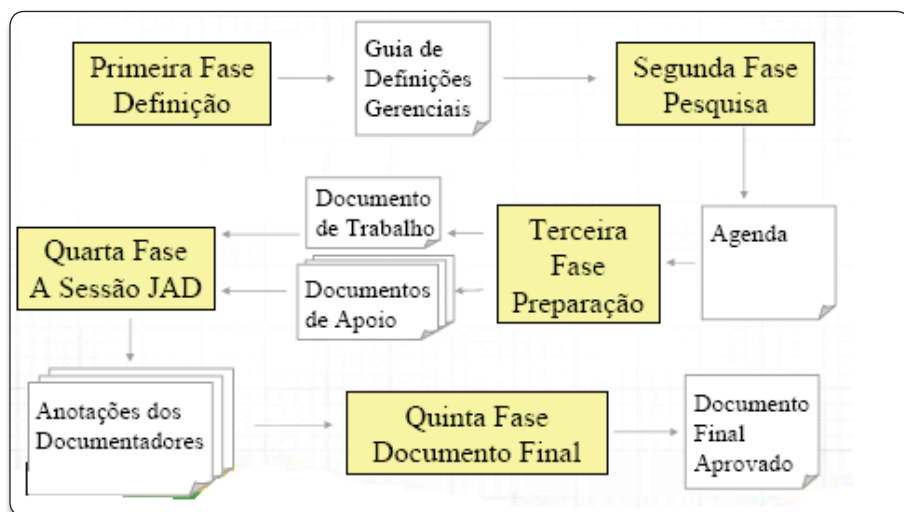 Primeira Fase
Definição
Guia de
Definições
Gerenciais
Segunda Fase
Pesquisa
Agenda
Terceira
Fase
Preparação
Documento
de Trabalho
Documentos
de Apoio
Quarta Fase
A Sessão JAD
Anotações dos
Documentadores
Quinta Fase
Documento Final
Documento
Final
Aprovado